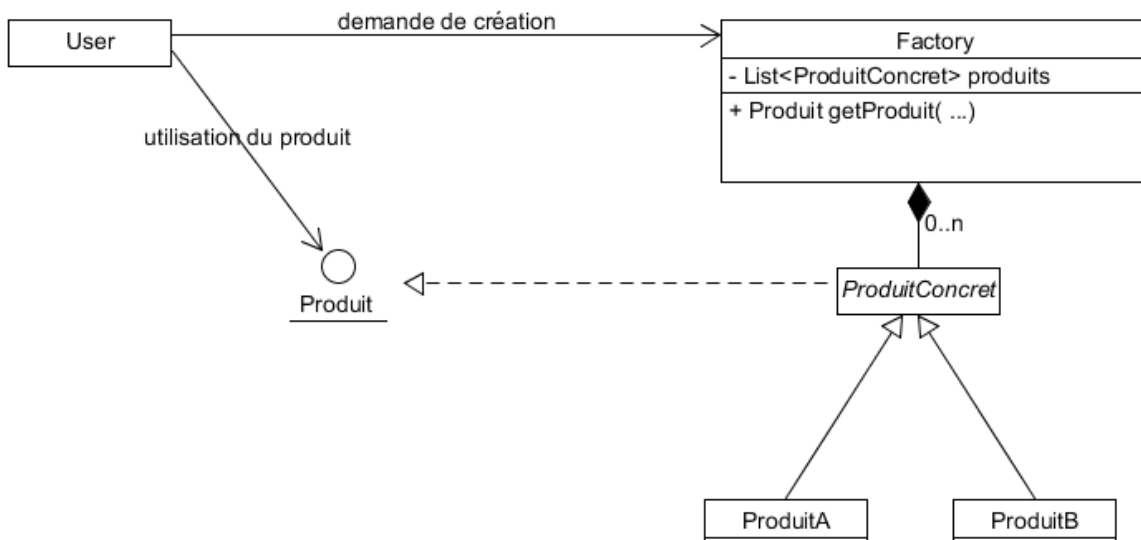 demande de création
User
Factory
- List<ProduitConcret> produits
+ Produit getProduit( ...)
utilisation du produit
0..n
Produit
ProduitConcret
ProduitA
ProduitB